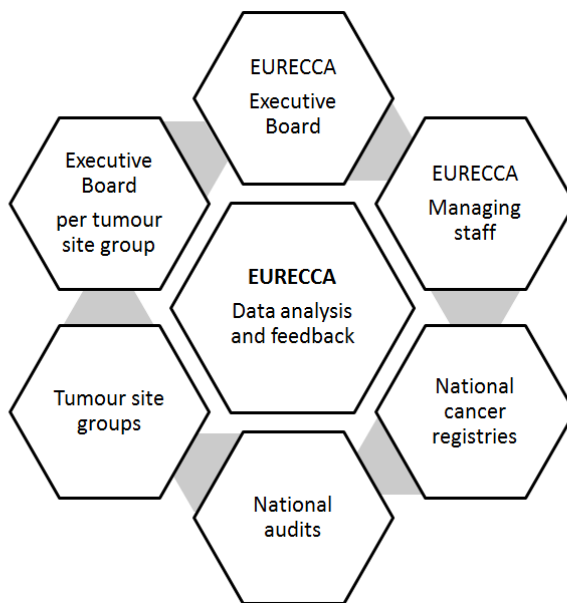 EURECCA
Executive
Board
Executive
Board
per tumour
site group
EURECCA
Managing
staff
EURECCA
Data analysis
and feedback
Tumour site
groups
National
cancer
registries
National
audits